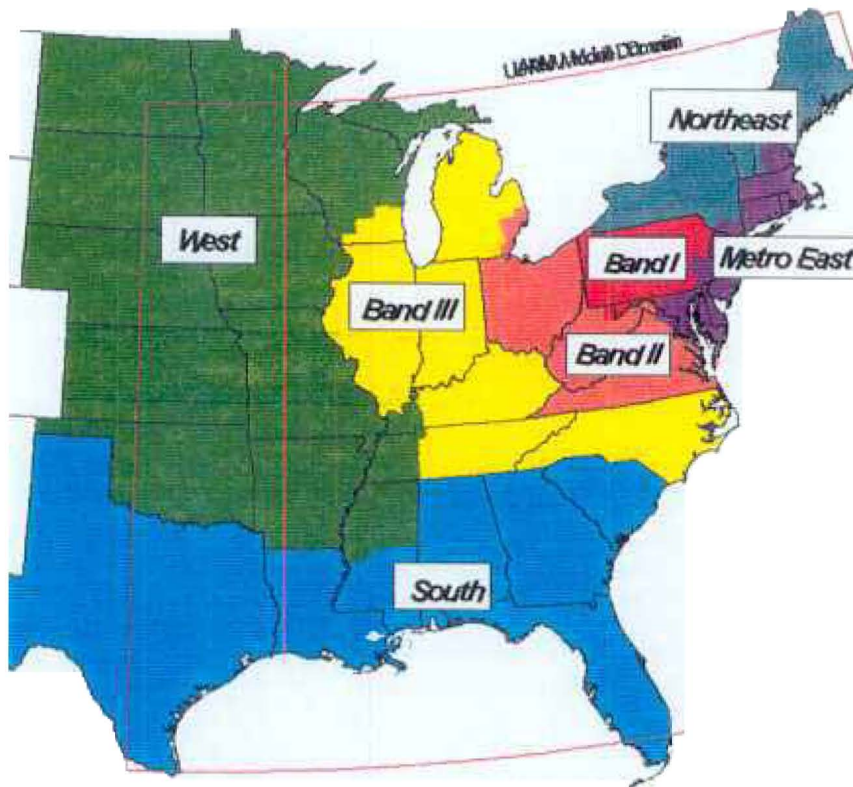 Northeast
West
Band I
Metro East
Band III
Band II
South